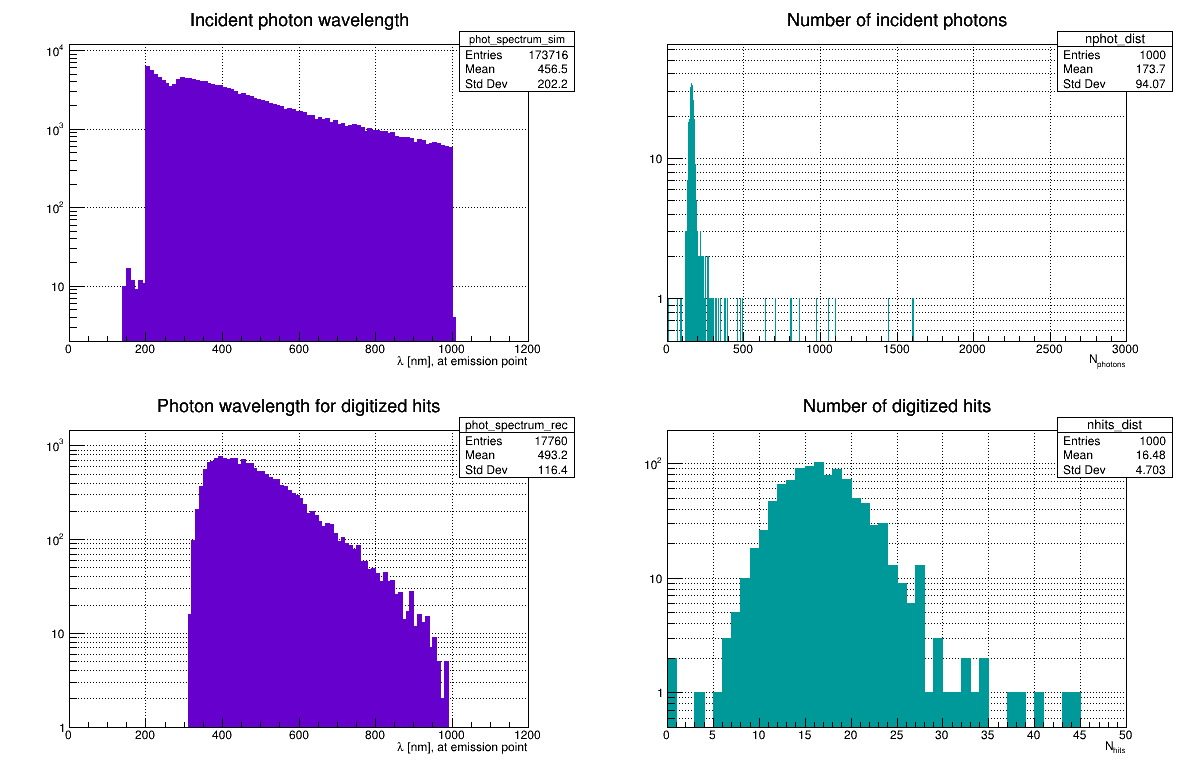 Incident photon wavelength
phot_spectrum_sim
Entries 173716
Mean 456.5
Std Dev 202.2
10^4
10^3
10^2
10
0 200 400 600 800 1000 1200
λ [nm], at emission point
Number of incident photons
nphot_dist
Entries 1000
Mean 173.7
Std Dev 94.07
10
1
0 500 1000 1500 2000 2500 3000
N_photons
Photon wavelength for digitized hits
phot_spectrum_rec
Entries 17760
Mean 493.2
Std Dev 116.4
10^3
10^2
10
1
0 200 400 600 800 1000 1200
λ [nm], at emission point
Number of digitized hits
nhits_dist
Entries 1000
Mean 16.48
Std Dev 4.703
10^2
10
1
0 5 10 15 20 25 30 35 40 45 50
N_hits